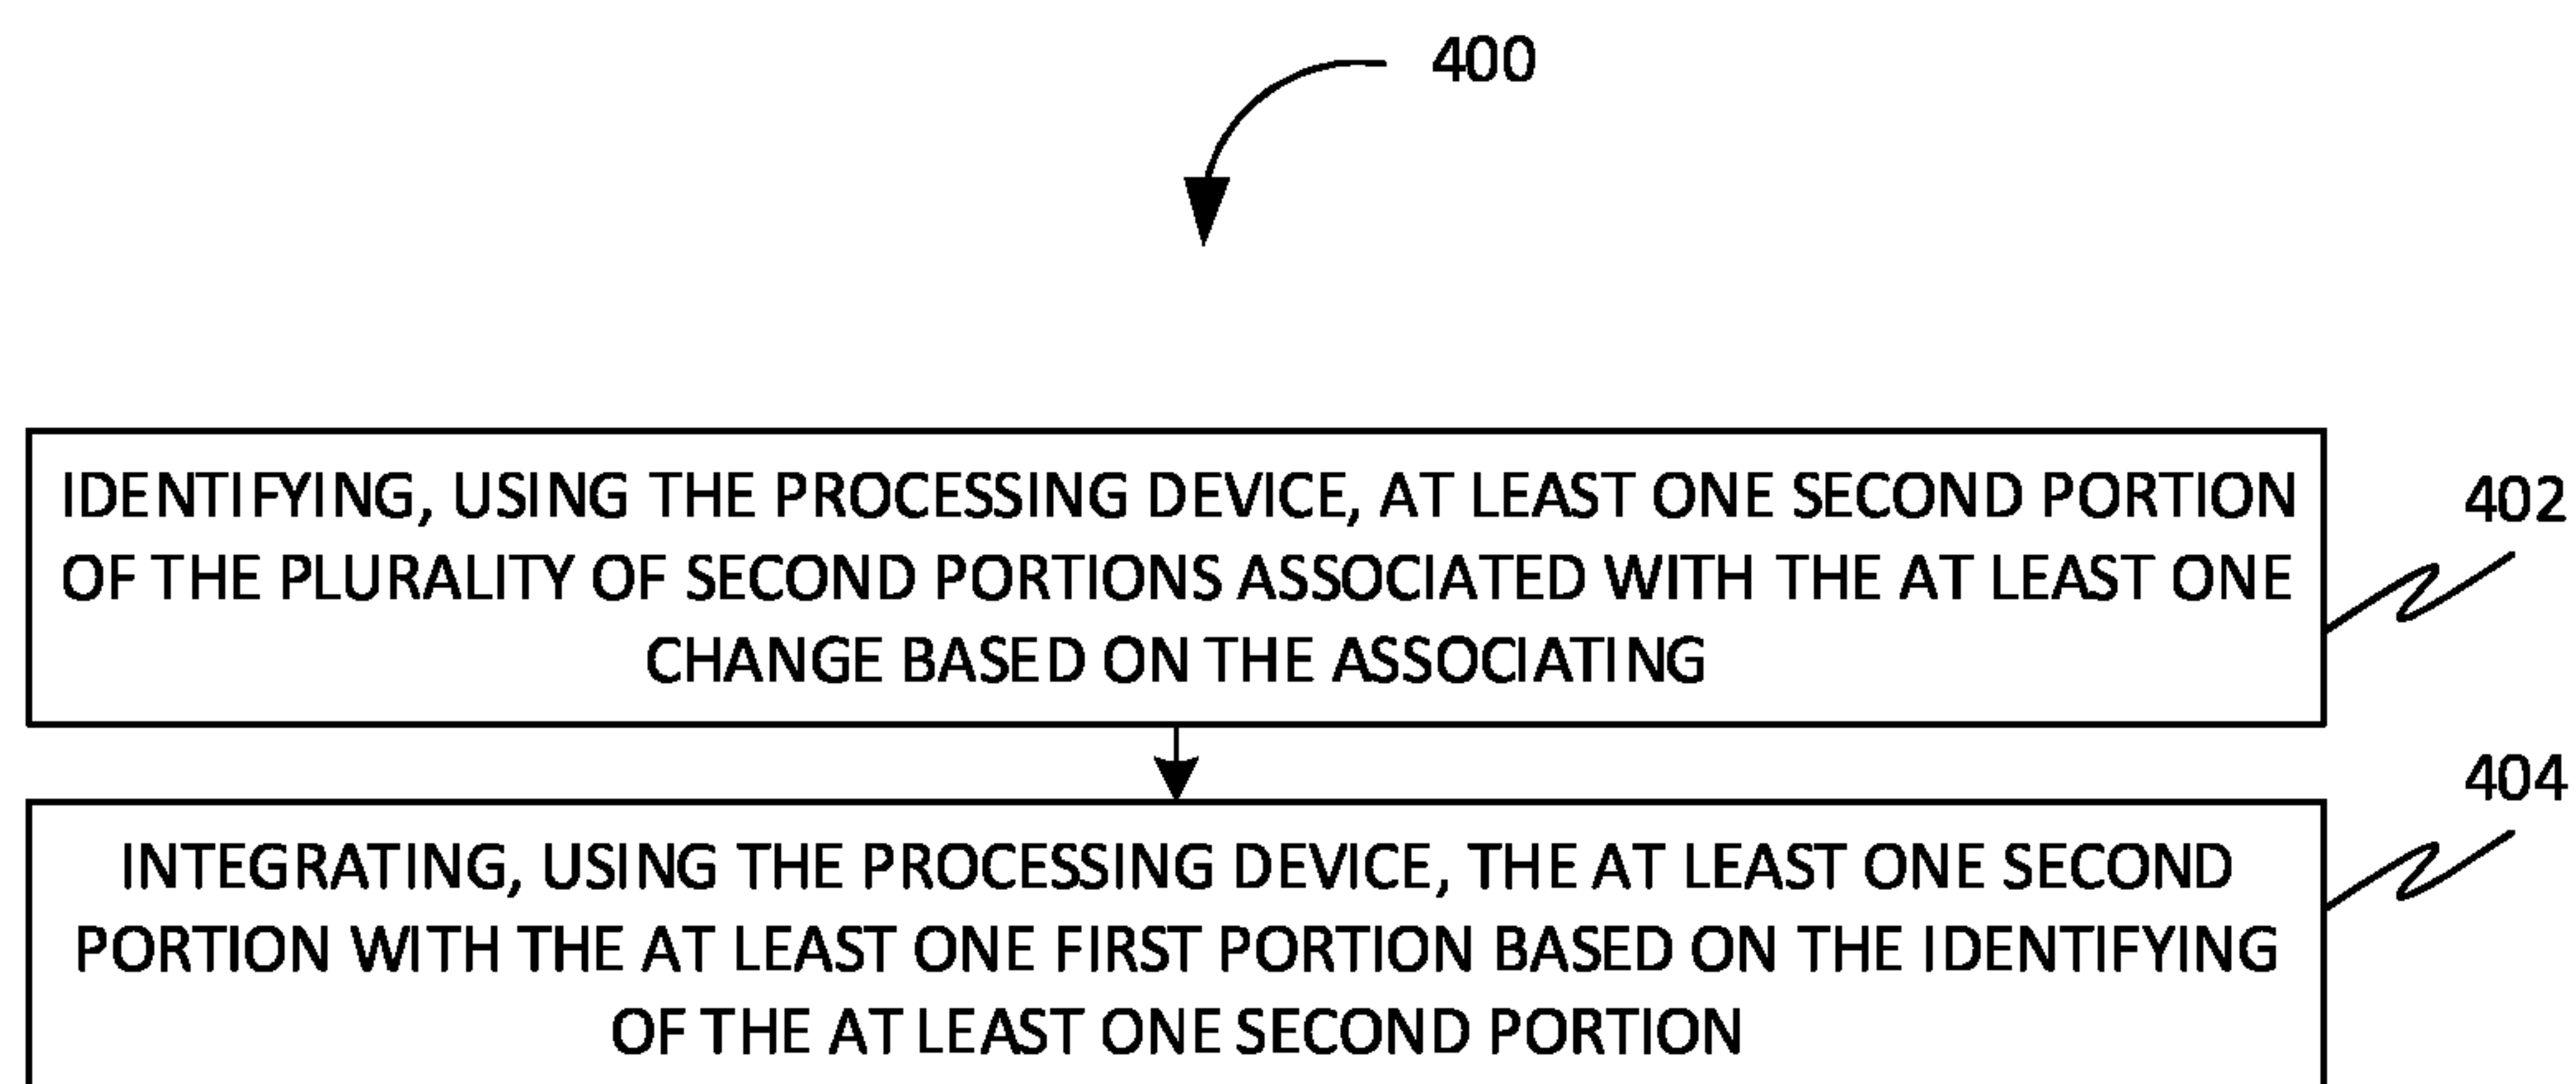 400
IDENTIFYING, USING THE PROCESSING DEVICE, AT LEAST ONE SECOND PORTION
OF THE PLURALITY OF SECOND PORTIONS ASSOCIATED WITH THE AT LEAST ONE
CHANGE BASED ON THE ASSOCIATING
402
INTEGRATING, USING THE PROCESSING DEVICE, THE AT LEAST ONE SECOND
PORTION WITH THE AT LEAST ONE FIRST PORTION BASED ON THE IDENTIFYING
OF THE AT LEAST ONE SECOND PORTION
404